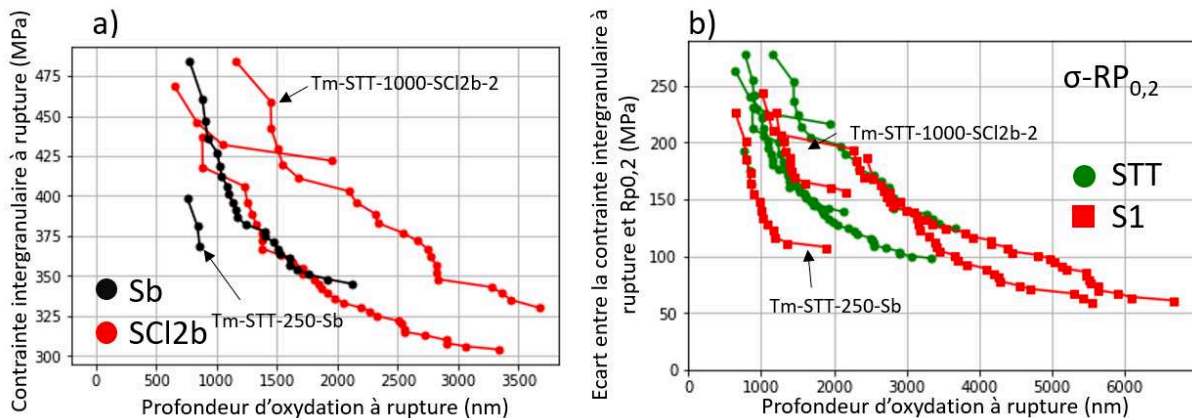 a)
Contrainte intergranulaire à rupture (MPa)
475
450
425
400
375
350
325
300
Tm-STT-1000-SCl2b-2
Sb
Tm-STT-250-Sb
SCl2b
0
500
1000
1500
2000
2500
3000
3500
Profondeur d’oxydation à rupture (nm)
b)
Ecart entre la contrainte intergranulaire à
rupture et Rp0,2 (MPa)
250
200
150
100
50
0
σ-RP0,2
Tm-STT-1000-SCl2b-2
STT
S1
Tm-STT-250-Sb
1000
2000
3000
4000
5000
6000
Profondeur d’oxydation à rupture (nm)